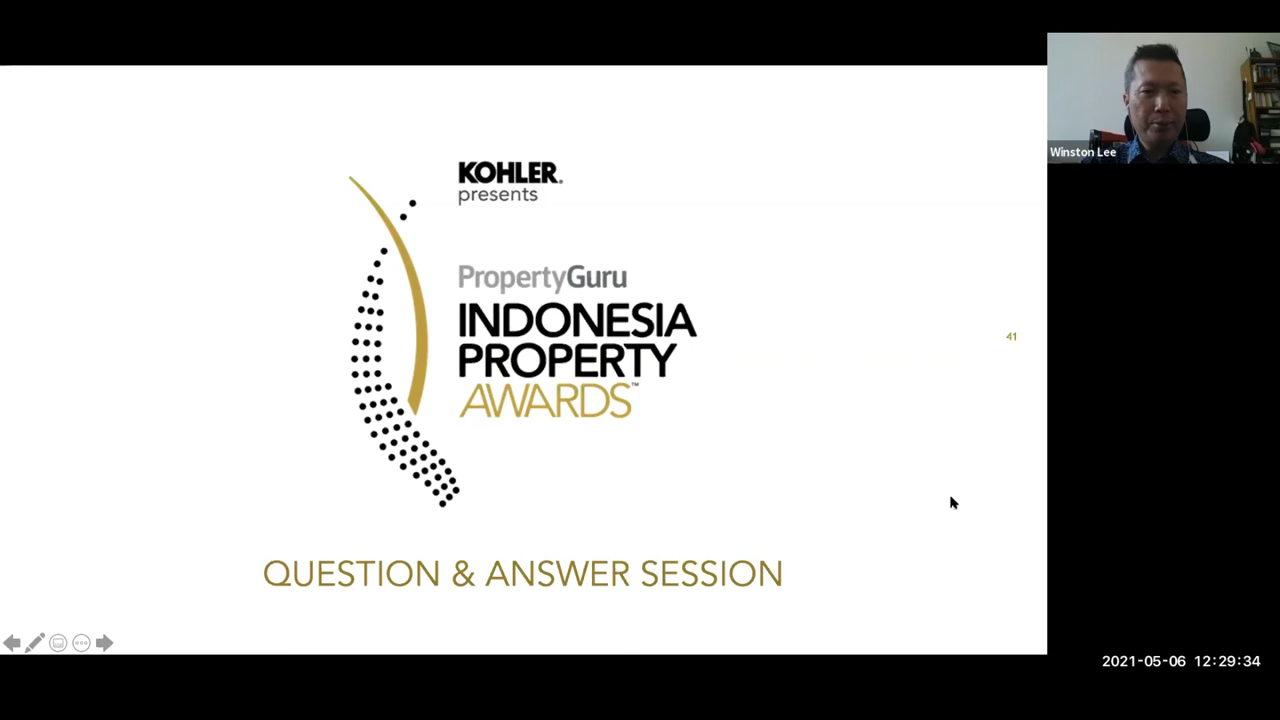 KOHLER.
presents
PropertyGuru
INDONESIA
PROPERTY
AWARDS™
41
QUESTION & ANSWER SESSION
Winston Lee
2021-05-06 12:29:34